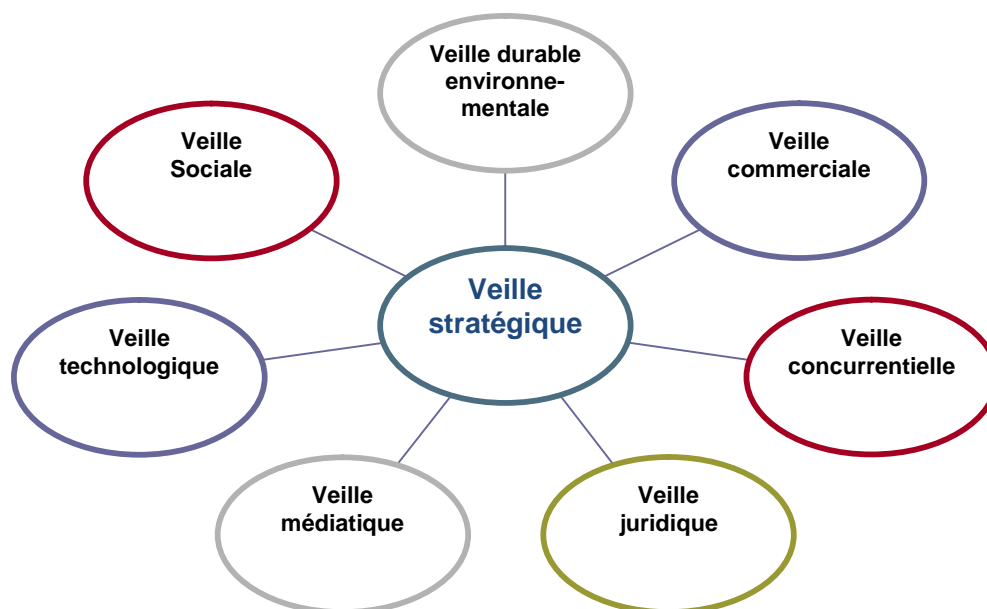 Veille durable
environne-
mentale
Veille
Sociale
Veille
commerciale
Veille
stratégique
Veille
technologique
Veille
concurrentielle
Veille
médiatique
Veille
juridique